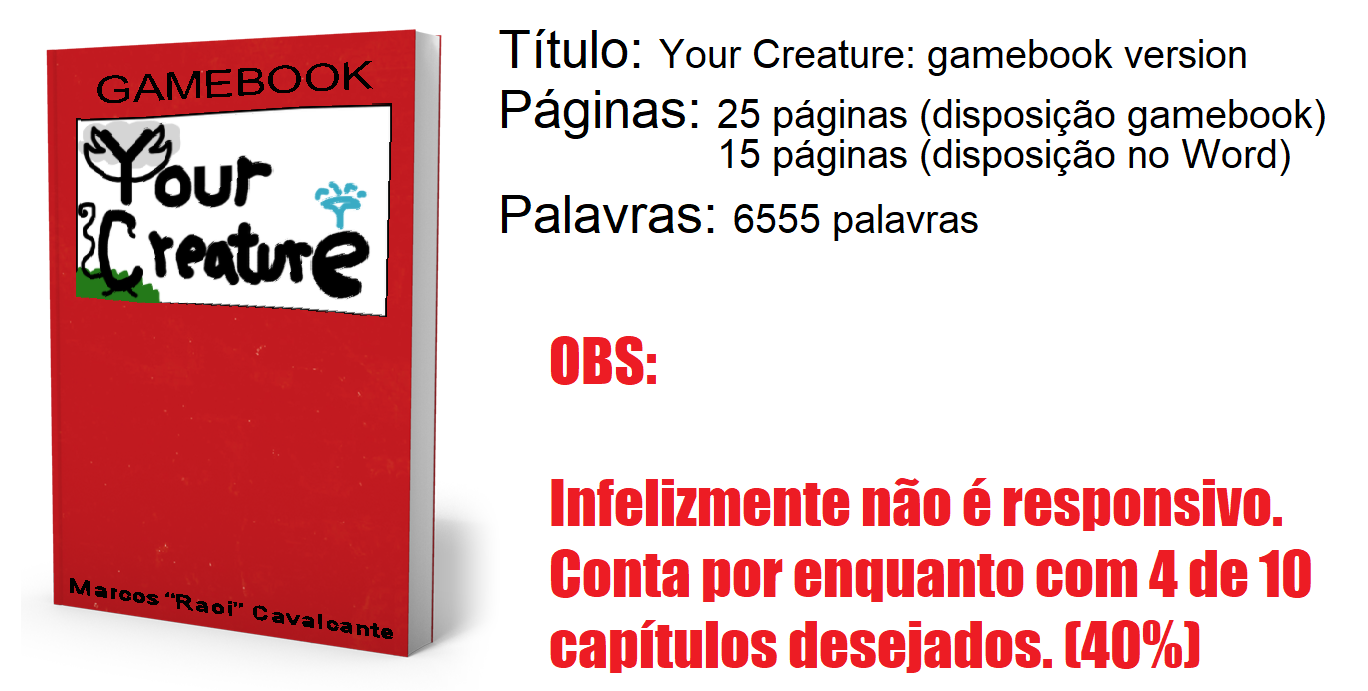 GAMEBOOK
Your
Creature
Marcos “Raoi” Cavalcante
Título: Your Creature: gamebook version
Páginas: 25 páginas (disposição gamebook)
15 páginas (disposição no Word)
Palavras: 6555 palavras
OBS:
Infelizmente não é responsivo.
Conta por enquanto com 4 de 10
capítulos desejados. (40%)